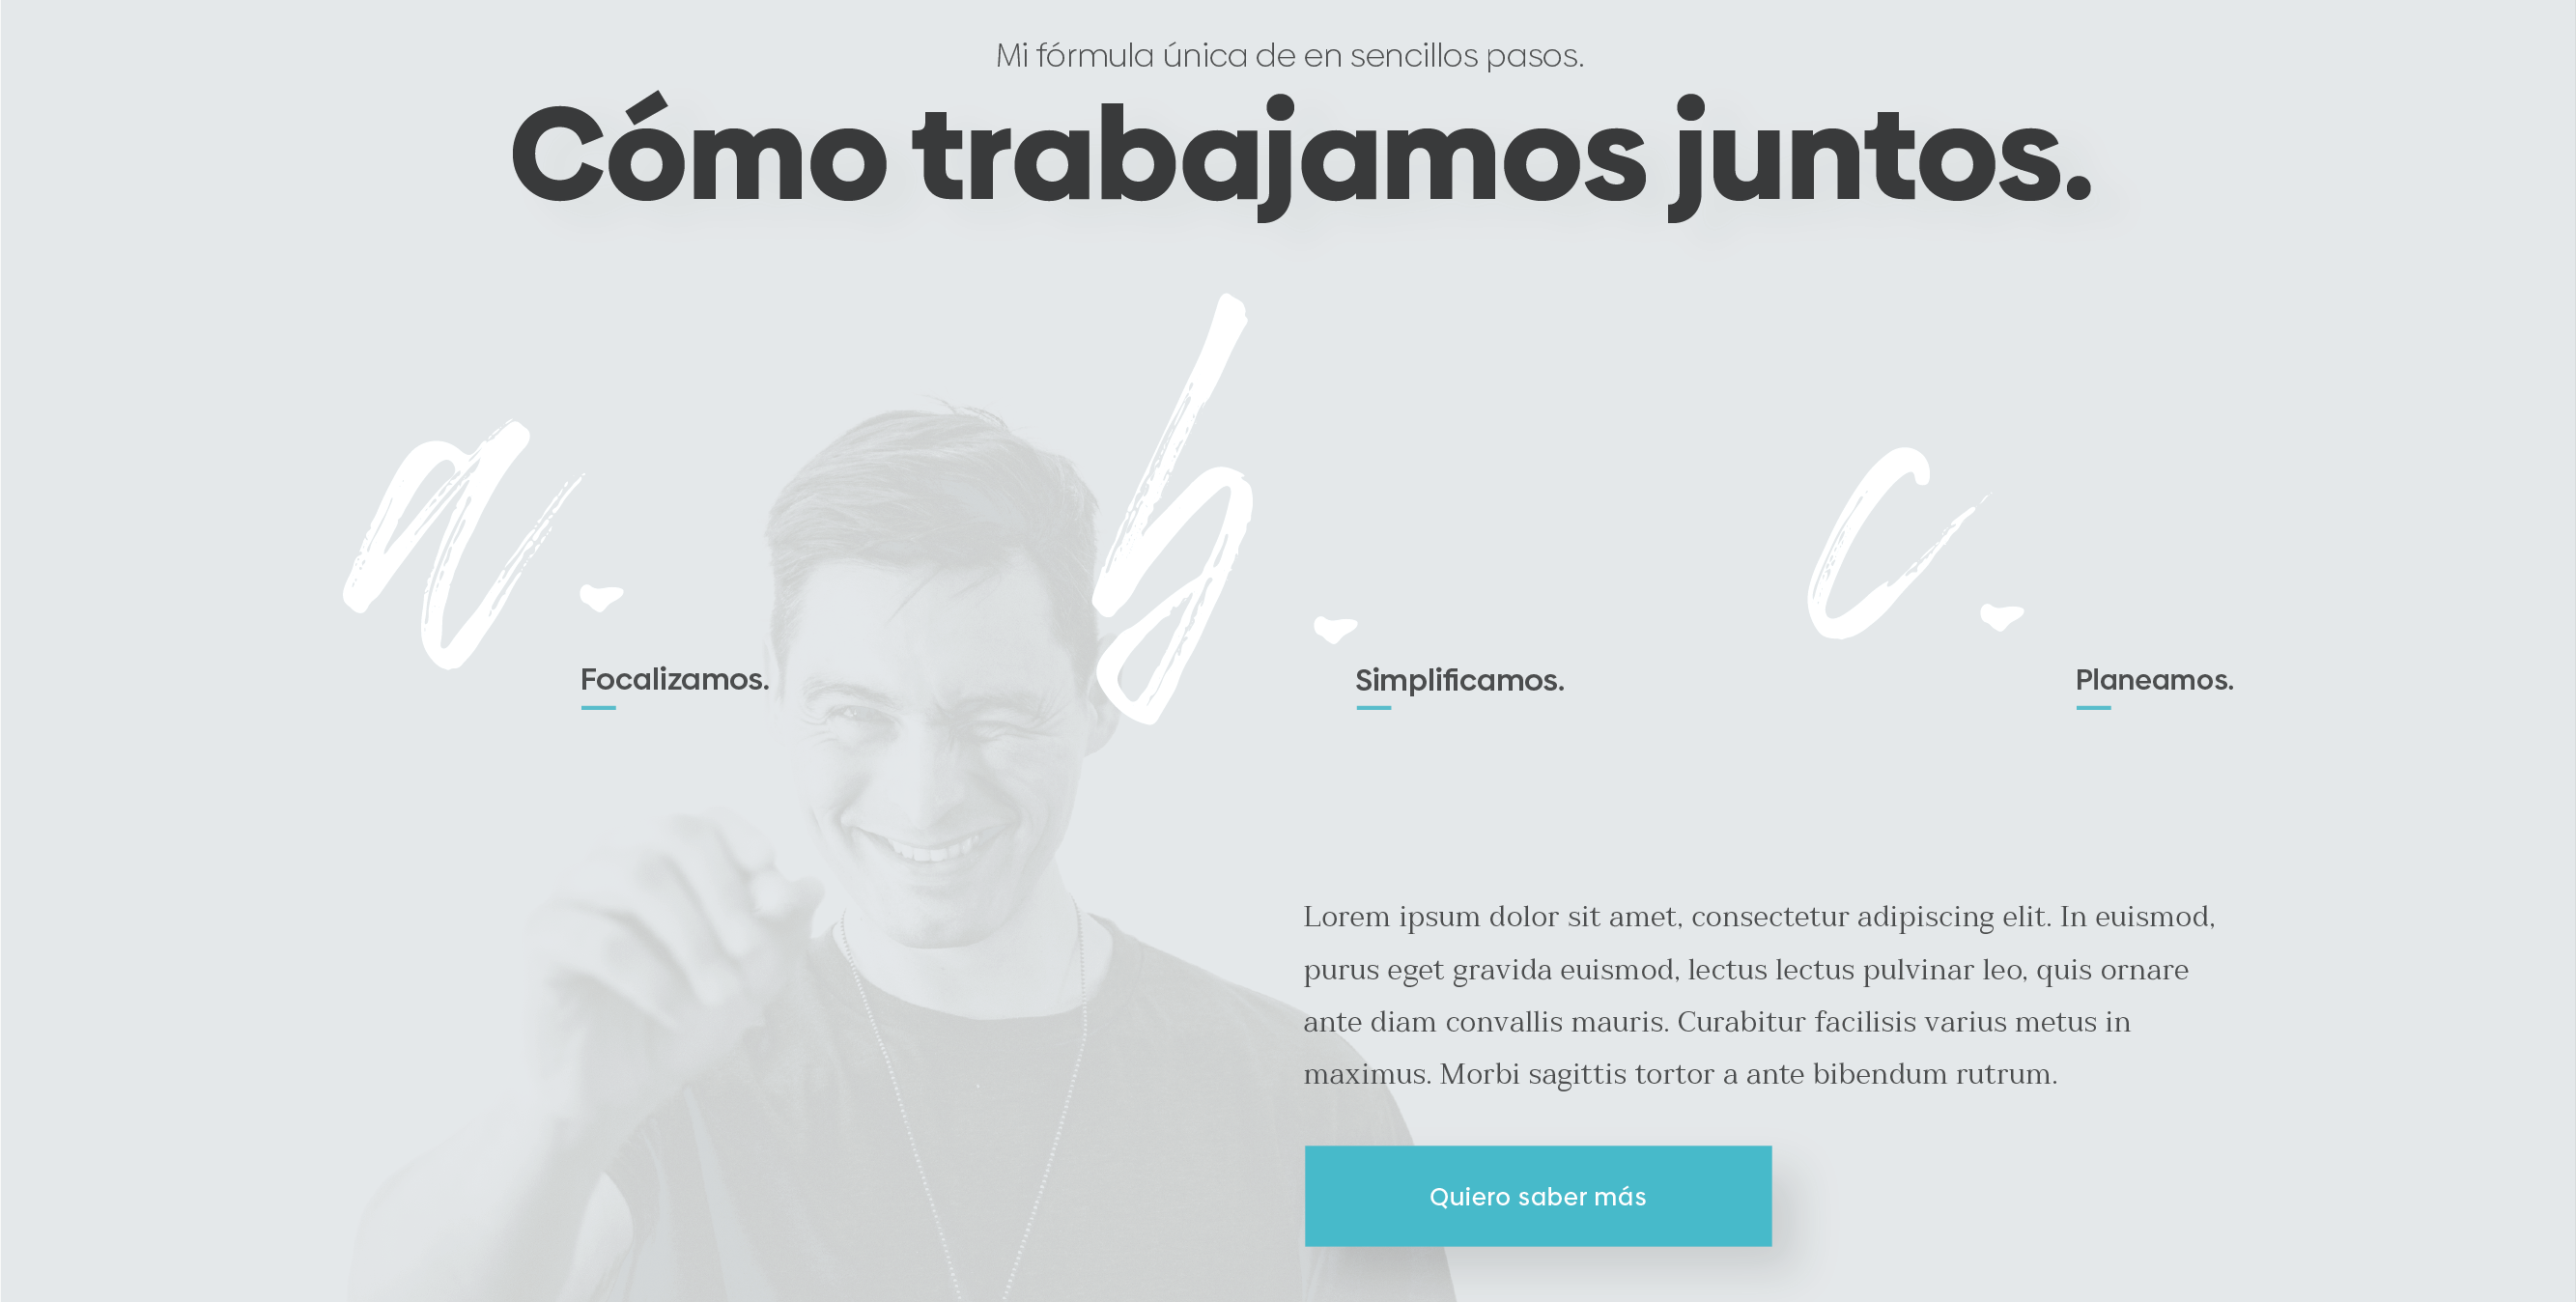 Mi fórmula única de en sencillos pasos.
Cómo trabajamos juntos.
a.
Focalizamos.
b.
Simplificamos.
c.
Planeamos.
Lorem ipsum dolor sit amet, consectetur adipiscing elit. In euismod,
purus eget gravida euismod, lectus lectus pulvinar leo, quis ornare
ante diam convallis mauris. Curabitur facilisis varius metus in
maximus. Morbi sagittis tortor a ante bibendum rutrum.
Quiero saber más